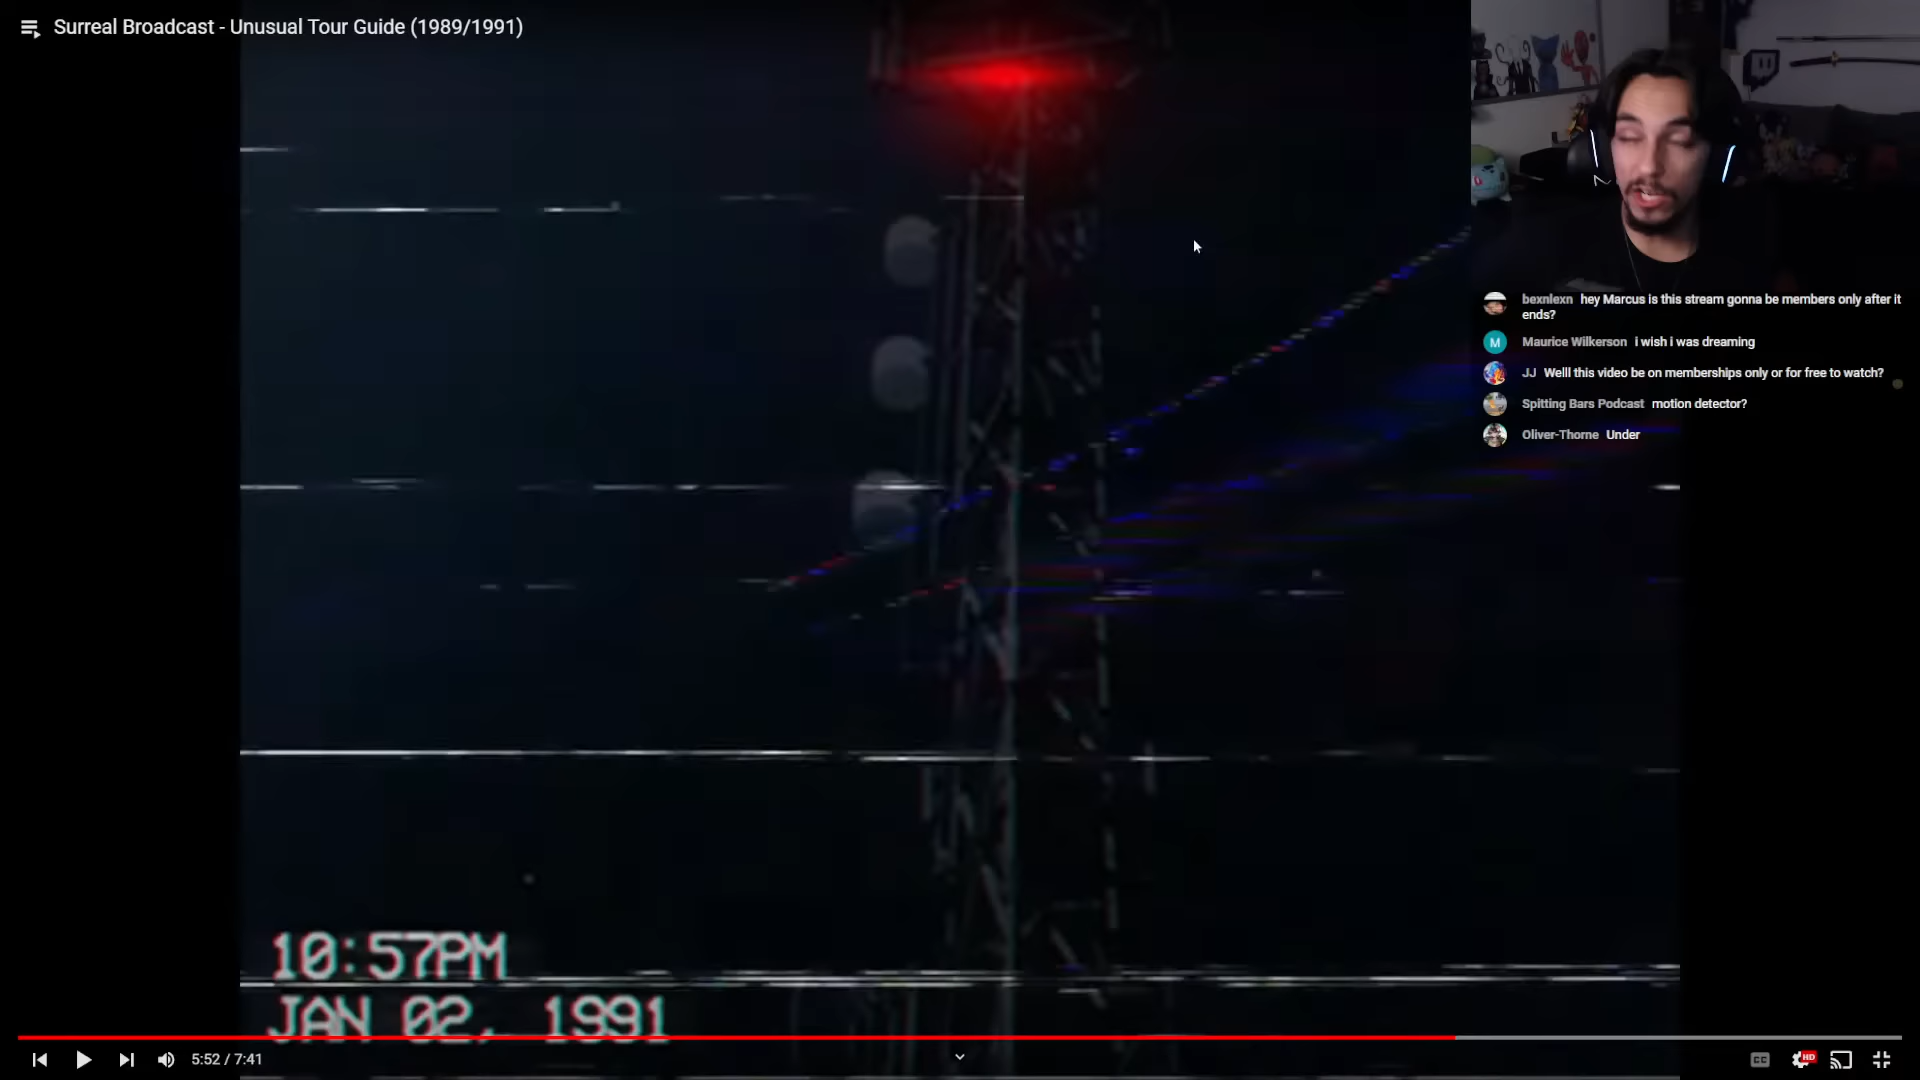 Surreal Broadcast - Unusual Tour Guide (1989/1991)
bexnlexn hey Marcus is this stream gonna be members only after it
ends?
M Maurice Wilkerson i wish i was dreaming
JJ Welll this video be on memberships only or for free to watch?
Spitting Bars Podcast motion detector?
Oliver-Thorne Under
10:57PM
JAN 02, 1991
5:52 / 7:41
CC
HD